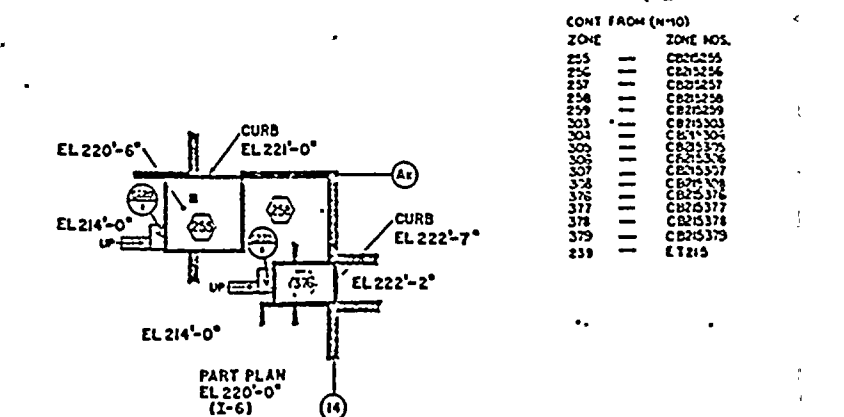 CONT FROM (N-10)
ZONE ZONE NOS.
255 — CB215255
256 — CB215256
257 — CB215257
258 — CB215258
259 — CB215259
303 — CB215303
304 — CB215304
305 — CB215305
306 — CB215306
307 — CB215307
308 — CB215308
376 — CB215376
377 — CB215377
378 — CB215378
379 — CB215379
239 — ET215
CURB
EL 221'-0"
EL 220'-6"
Ak
255
EL 214'-0"
UP
CURB
EL 222'-7"
376
EL 222'-2"
UP
EL 214'-0"
PART PLAN
EL 220'-0"
(I-6)
14